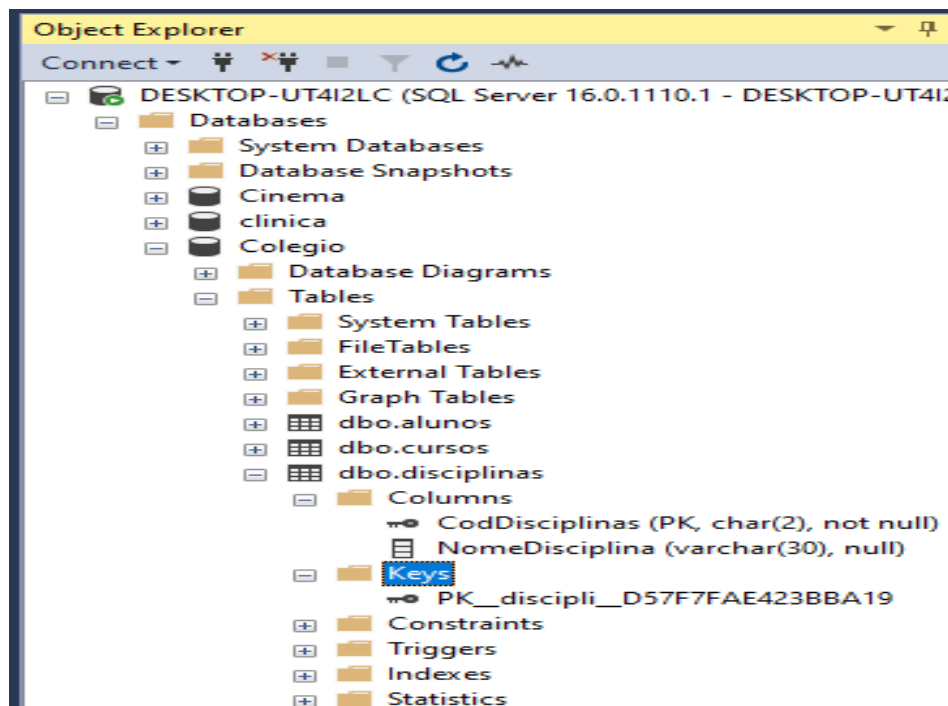 Object Explorer
Connect
DESKTOP-UT4I2LC (SQL Server 16.0.1110.1 - DESKTOP-UT4I2
Databases
System Databases
Database Snapshots
Cinema
clinica
Colegio
Database Diagrams
Tables
System Tables
FileTables
External Tables
Graph Tables
dbo.alunos
dbo.cursos
dbo.disciplinas
Columns
CodDisciplinas (PK, char(2), not null)
NomeDisciplina (varchar(30), null)
Keys
PK__discipli__D57F7FAE423BBA19
Constraints
Triggers
Indexes
Statistics